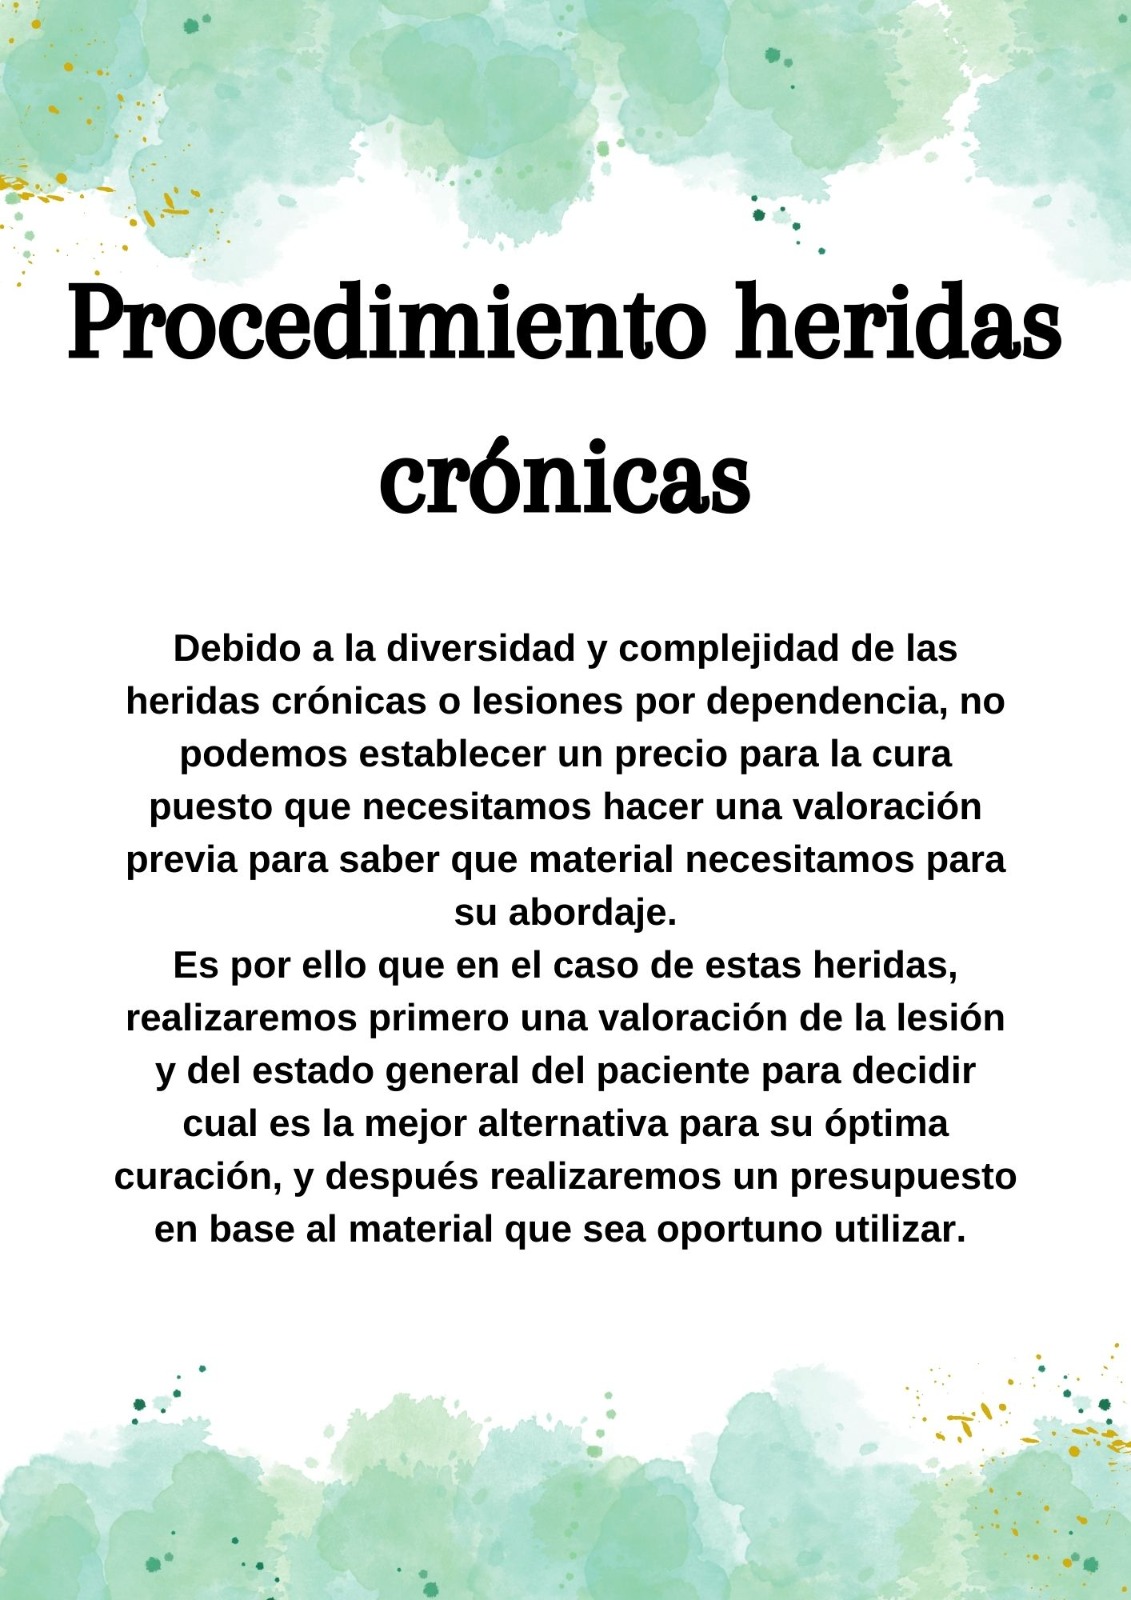 Procedimiento heridas
crónicas
Debido a la diversidad y complejidad de las
heridas crónicas o lesiones por dependencia, no
podemos establecer un precio para la cura
puesto que necesitamos hacer una valoración
previa para saber que material necesitamos para
su abordaje.
Es por ello que en el caso de estas heridas,
realizaremos primero una valoración de la lesión
y del estado general del paciente para decidir
cual es la mejor alternativa para su óptima
curación, y después realizaremos un presupuesto
en base al material que sea oportuno utilizar.